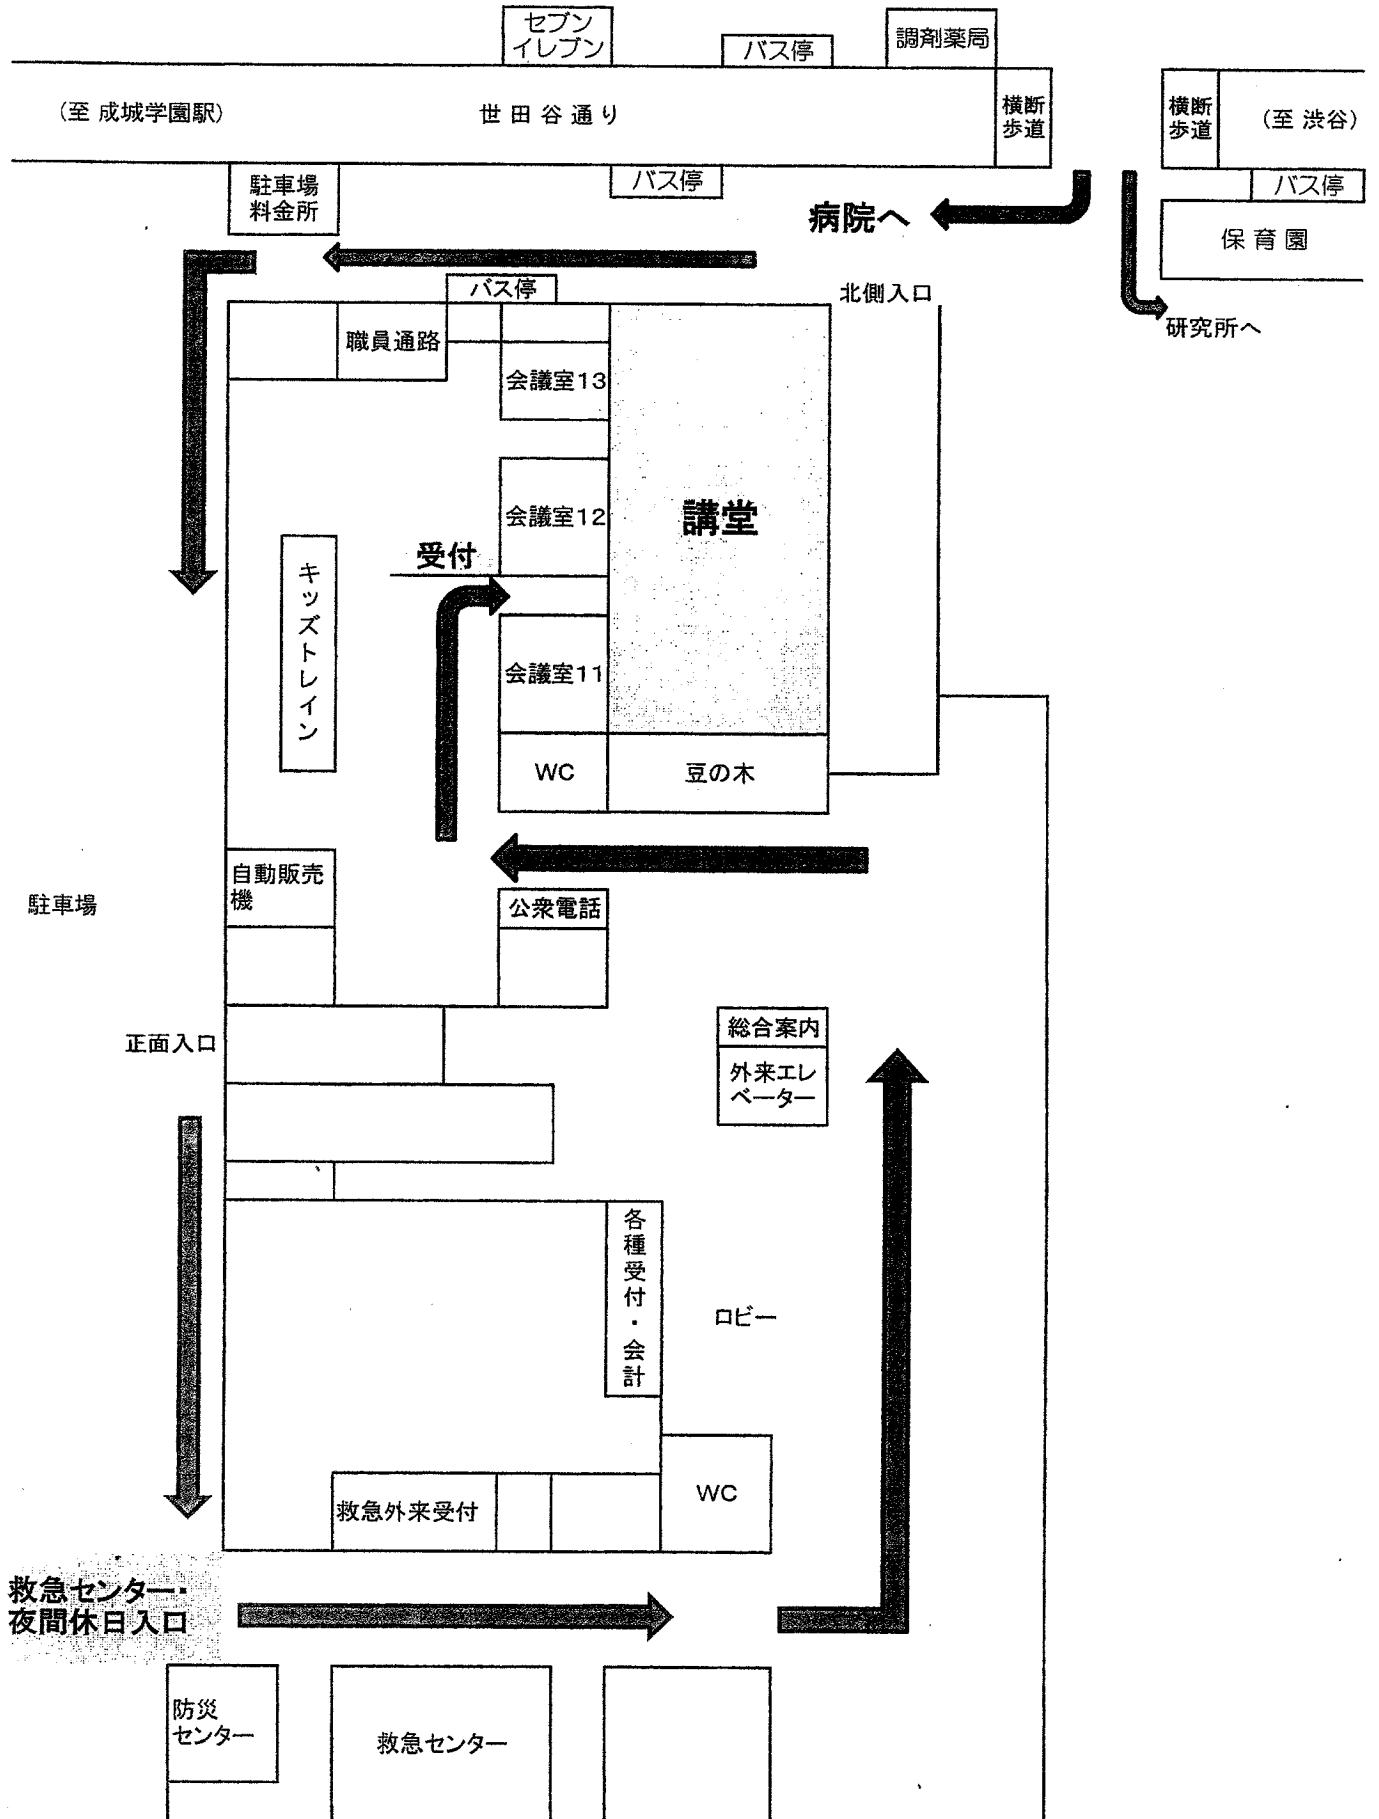 セブン
イレブン
バス停
調剤薬局
(至 成城学園駅)
世田谷通り
横断
歩道
横断
歩道
(至 渋谷)
駐車場
料金所
バス停
バス停
病院へ
保育園
バス停
北側入口
研究所へ
職員通路
会議室13
会議室12
講堂
受付
キッズトレイン
会議室11
WC
豆の木
自動販売
機
駐車場
公衆電話
正面入口
総合案内
外来エレ
ベーター
各種受付・会計
ロビー
救急外来受付
WC
救急センター・
夜間休日入口
防災
センター
救急センター